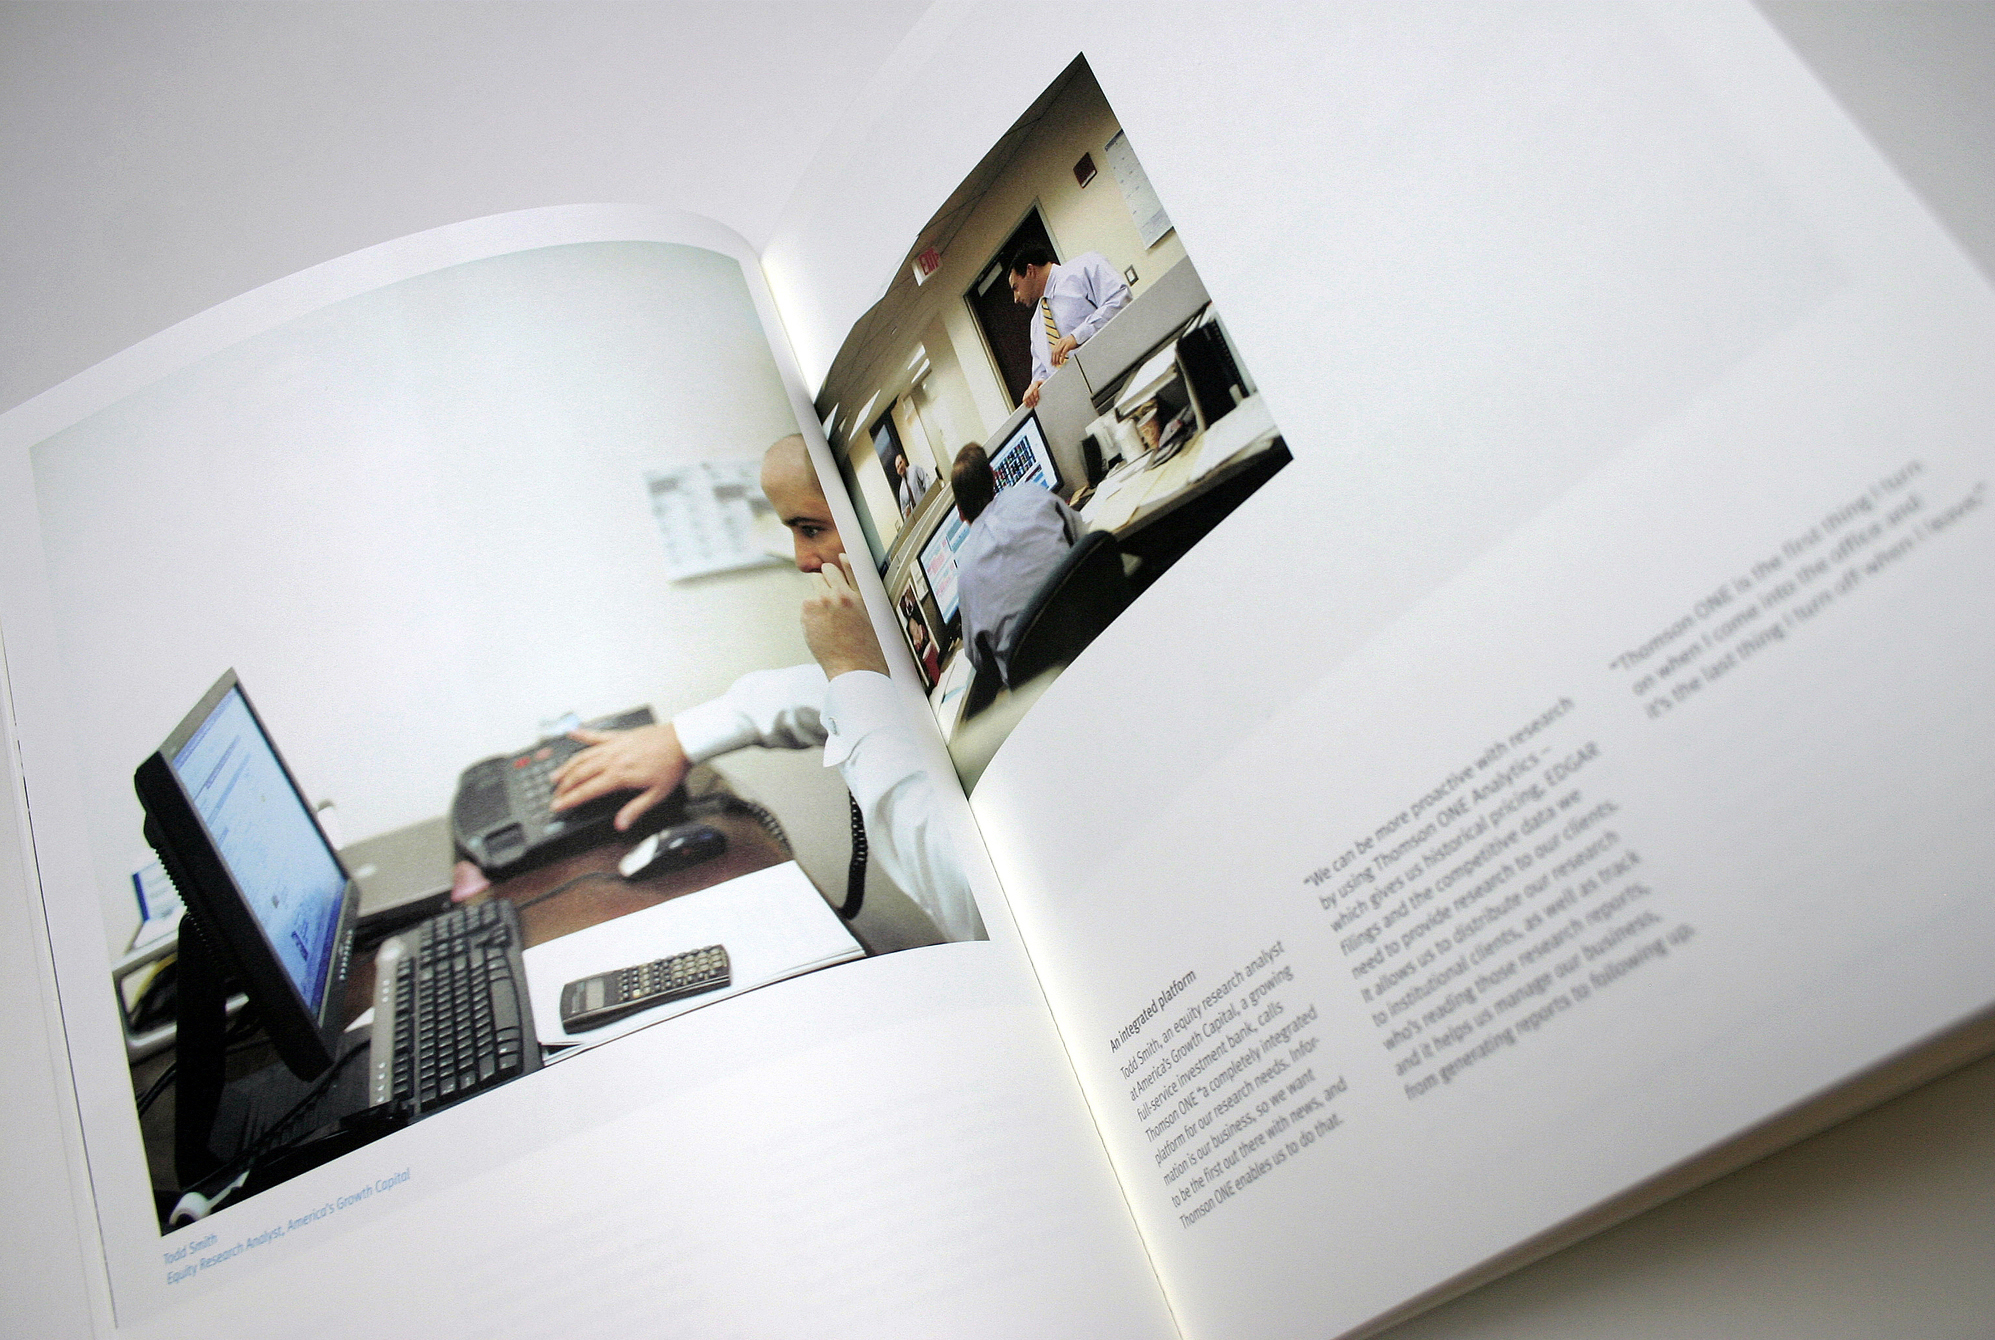 Todd Smith
Equity Research Analyst, America's Growth Capital
EXIT
An integrated platform
Todd Smith, an equity research analyst
at America's Growth Capital, a growing
full-service investment bank, calls
Thomson ONE "a completely integrated
platform for our research needs. Infor-
mation is our business, so we want
to be the first out there with news, and
Thomson ONE enables us to do that.
"We can be more proactive with research
by using Thomson ONE Analytics –
which gives us historical pricing, EDGAR
filings and the competitive data we
need to provide research to our clients.
It allows us to distribute our research
to institutional clients, as well as track
who's reading those research reports,
and it helps us manage our business,
from generating reports to following up.
"Thomson ONE is the first thing I turn
on when I come into the office and
it's the last thing I turn off when I leave."